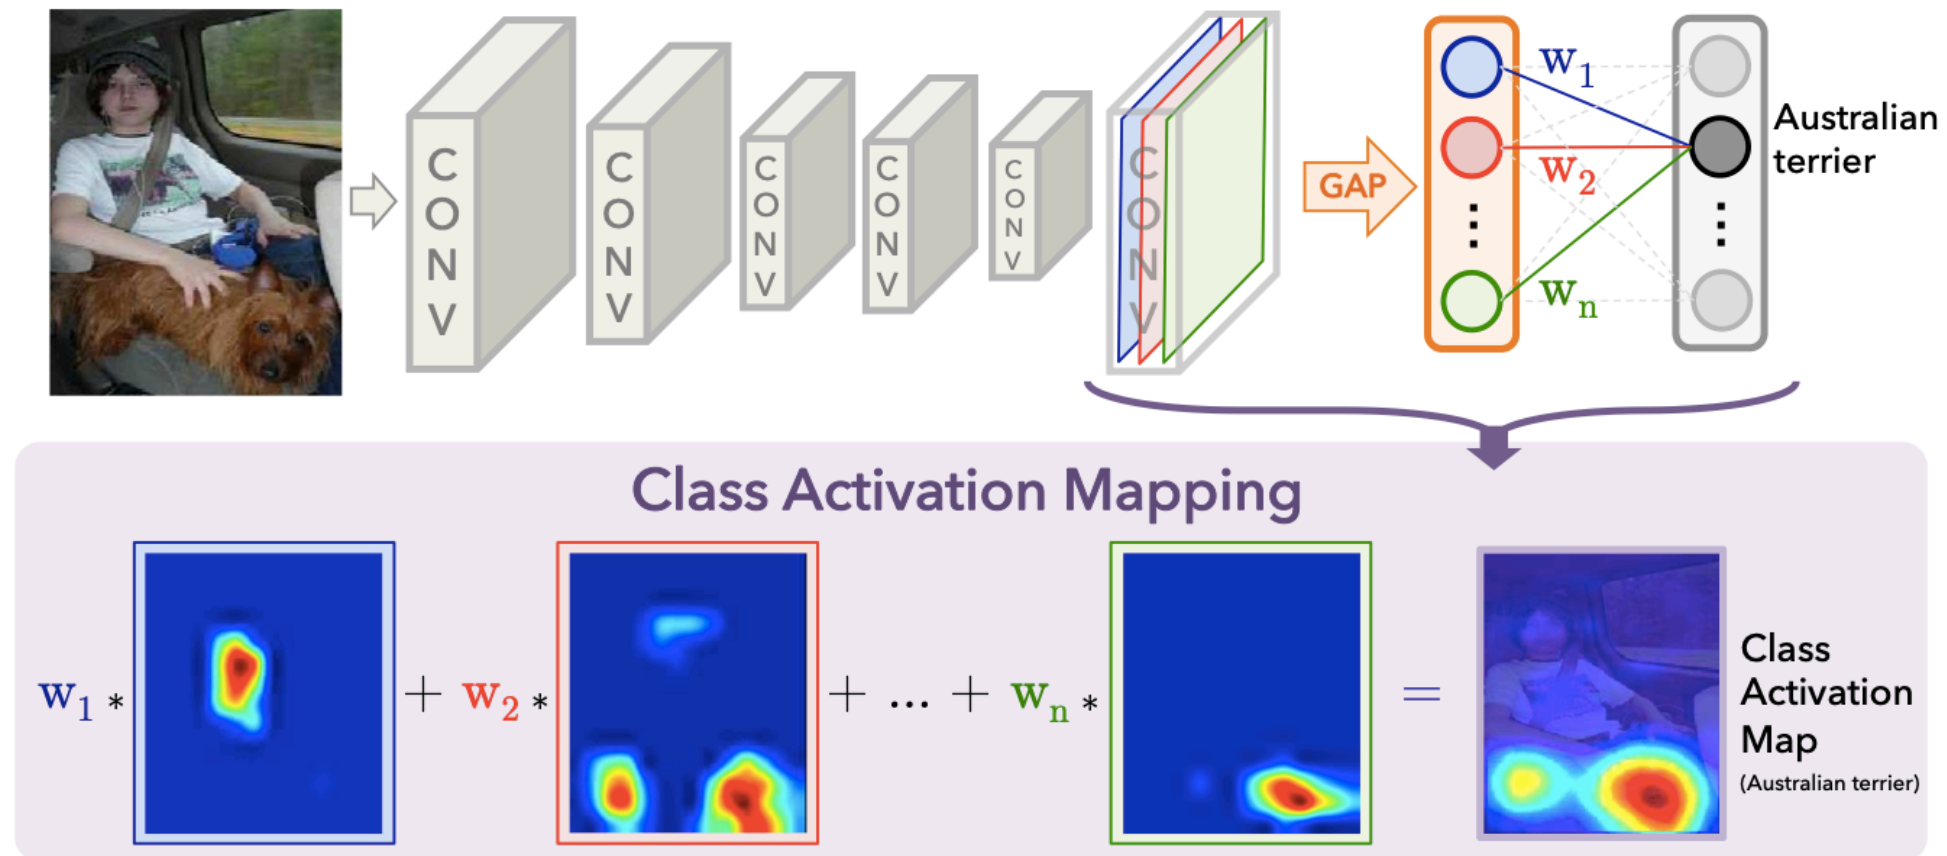 CONV
CONV
CONV
CONV
CONV
CONV
GAP
w1
w2
wn
Australian
terrier
Class Activation Mapping
w1 * + w2 * + ... + wn * =
Class
Activation
Map
(Australian terrier)